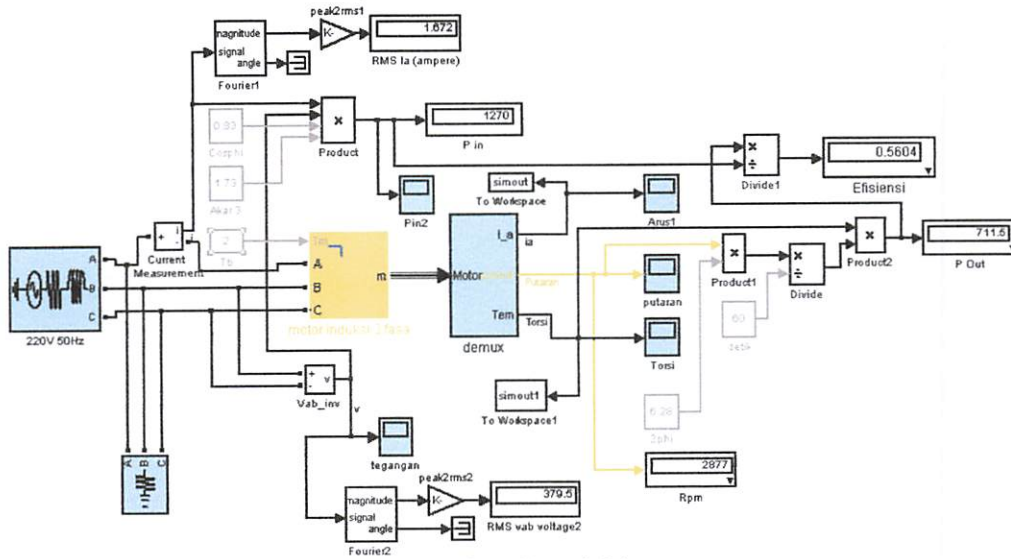 peak2rms1
magnitude
signal
angle
Fourier1
K-
1.672
RMS Ia (ampere)
0.83
Cosphi
1.73
Akar 3
×
Product
1270
P in
Pin2
×
÷
Divide1
0.5604
Efisiensi
simout
To Workspace
Arus1
+
-
i
Current
Measurement
2
Tb
Tm
A
B
C
m
motor induksi 3 fasa
Motor
i_a
Tem
demux
ia
Putaran
Torsi
putaran
Torsi
×
Product1
×
÷
Divide
×
Product2
711.5
P Out
60
6.28
2phi
A
B
C
220V 50Hz
+
-
v
Vab_inv
v
simout1
To Workspace1
A
B
C
tegangan
2877
Rpm
peak2rms2
magnitude
signal
angle
Fourier2
K-
379.5
RMS vab voltage2